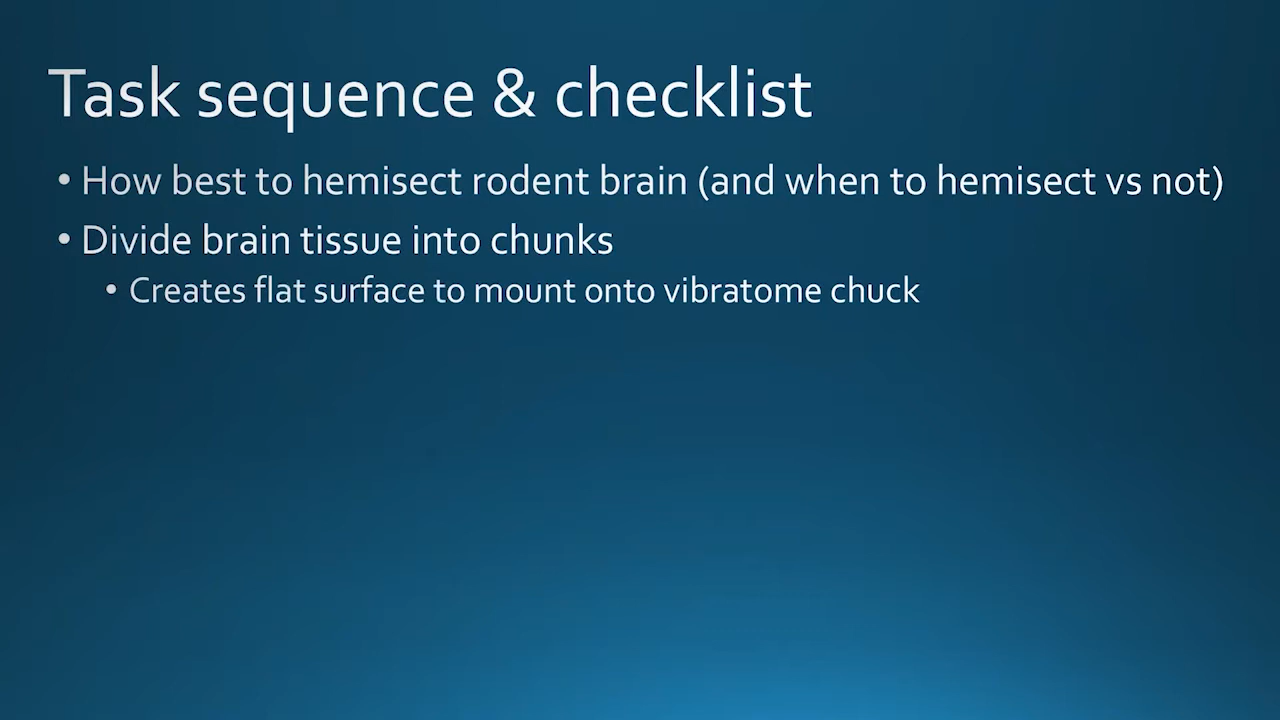 Task sequence & checklist
• How best to hemisect rodent brain (and when to hemisect vs not)
• Divide brain tissue into chunks
• Creates flat surface to mount onto vibratome chuck